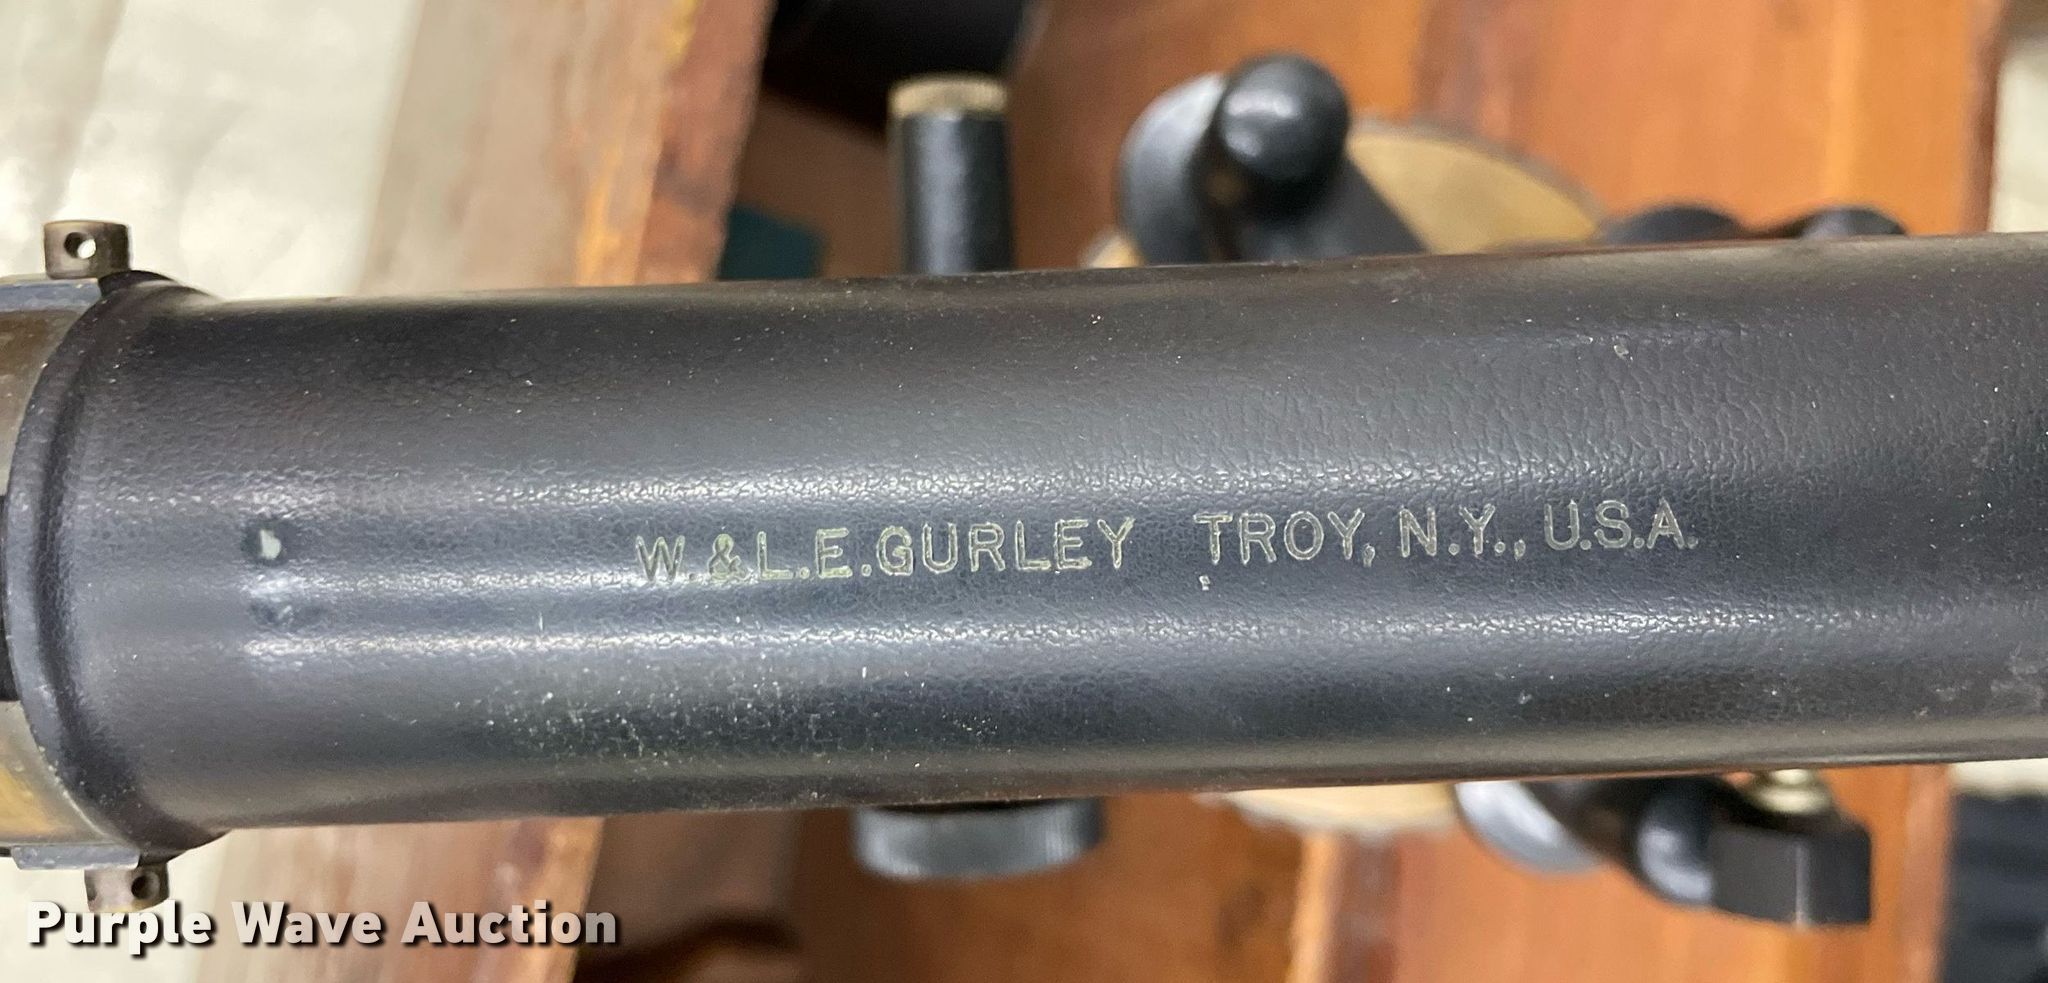 W. & L.E. GURLEY TROY, N.Y., U.S.A.
Purple Wave Auction